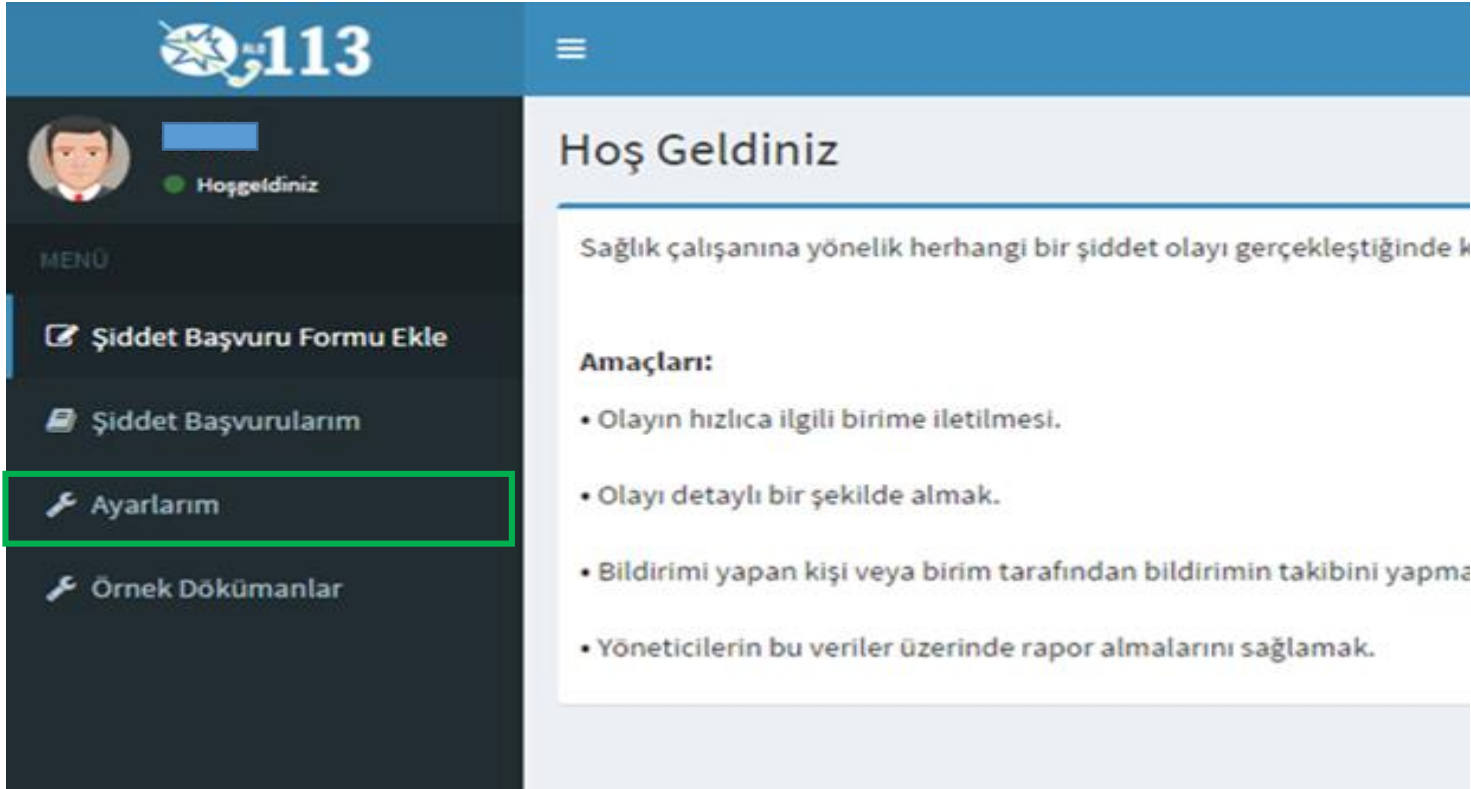 ALO 113
Hoşgeldiniz
MENÜ
Şiddet Başvuru Formu Ekle
Şiddet Başvurularım
Ayarlarım
Örnek Dökümanlar
Hoş Geldiniz
Sağlık çalışanına yönelik herhangi bir şiddet olayı gerçekleştiğinde
Amaçları:
• Olayın hızlıca ilgili birime iletilmesi.
• Olayı detaylı bir şekilde almak.
• Bildirimi yapan kişi veya birim tarafından bildirimin takibini yapma
• Yöneticilerin bu veriler üzerinde rapor almalarını sağlamak.